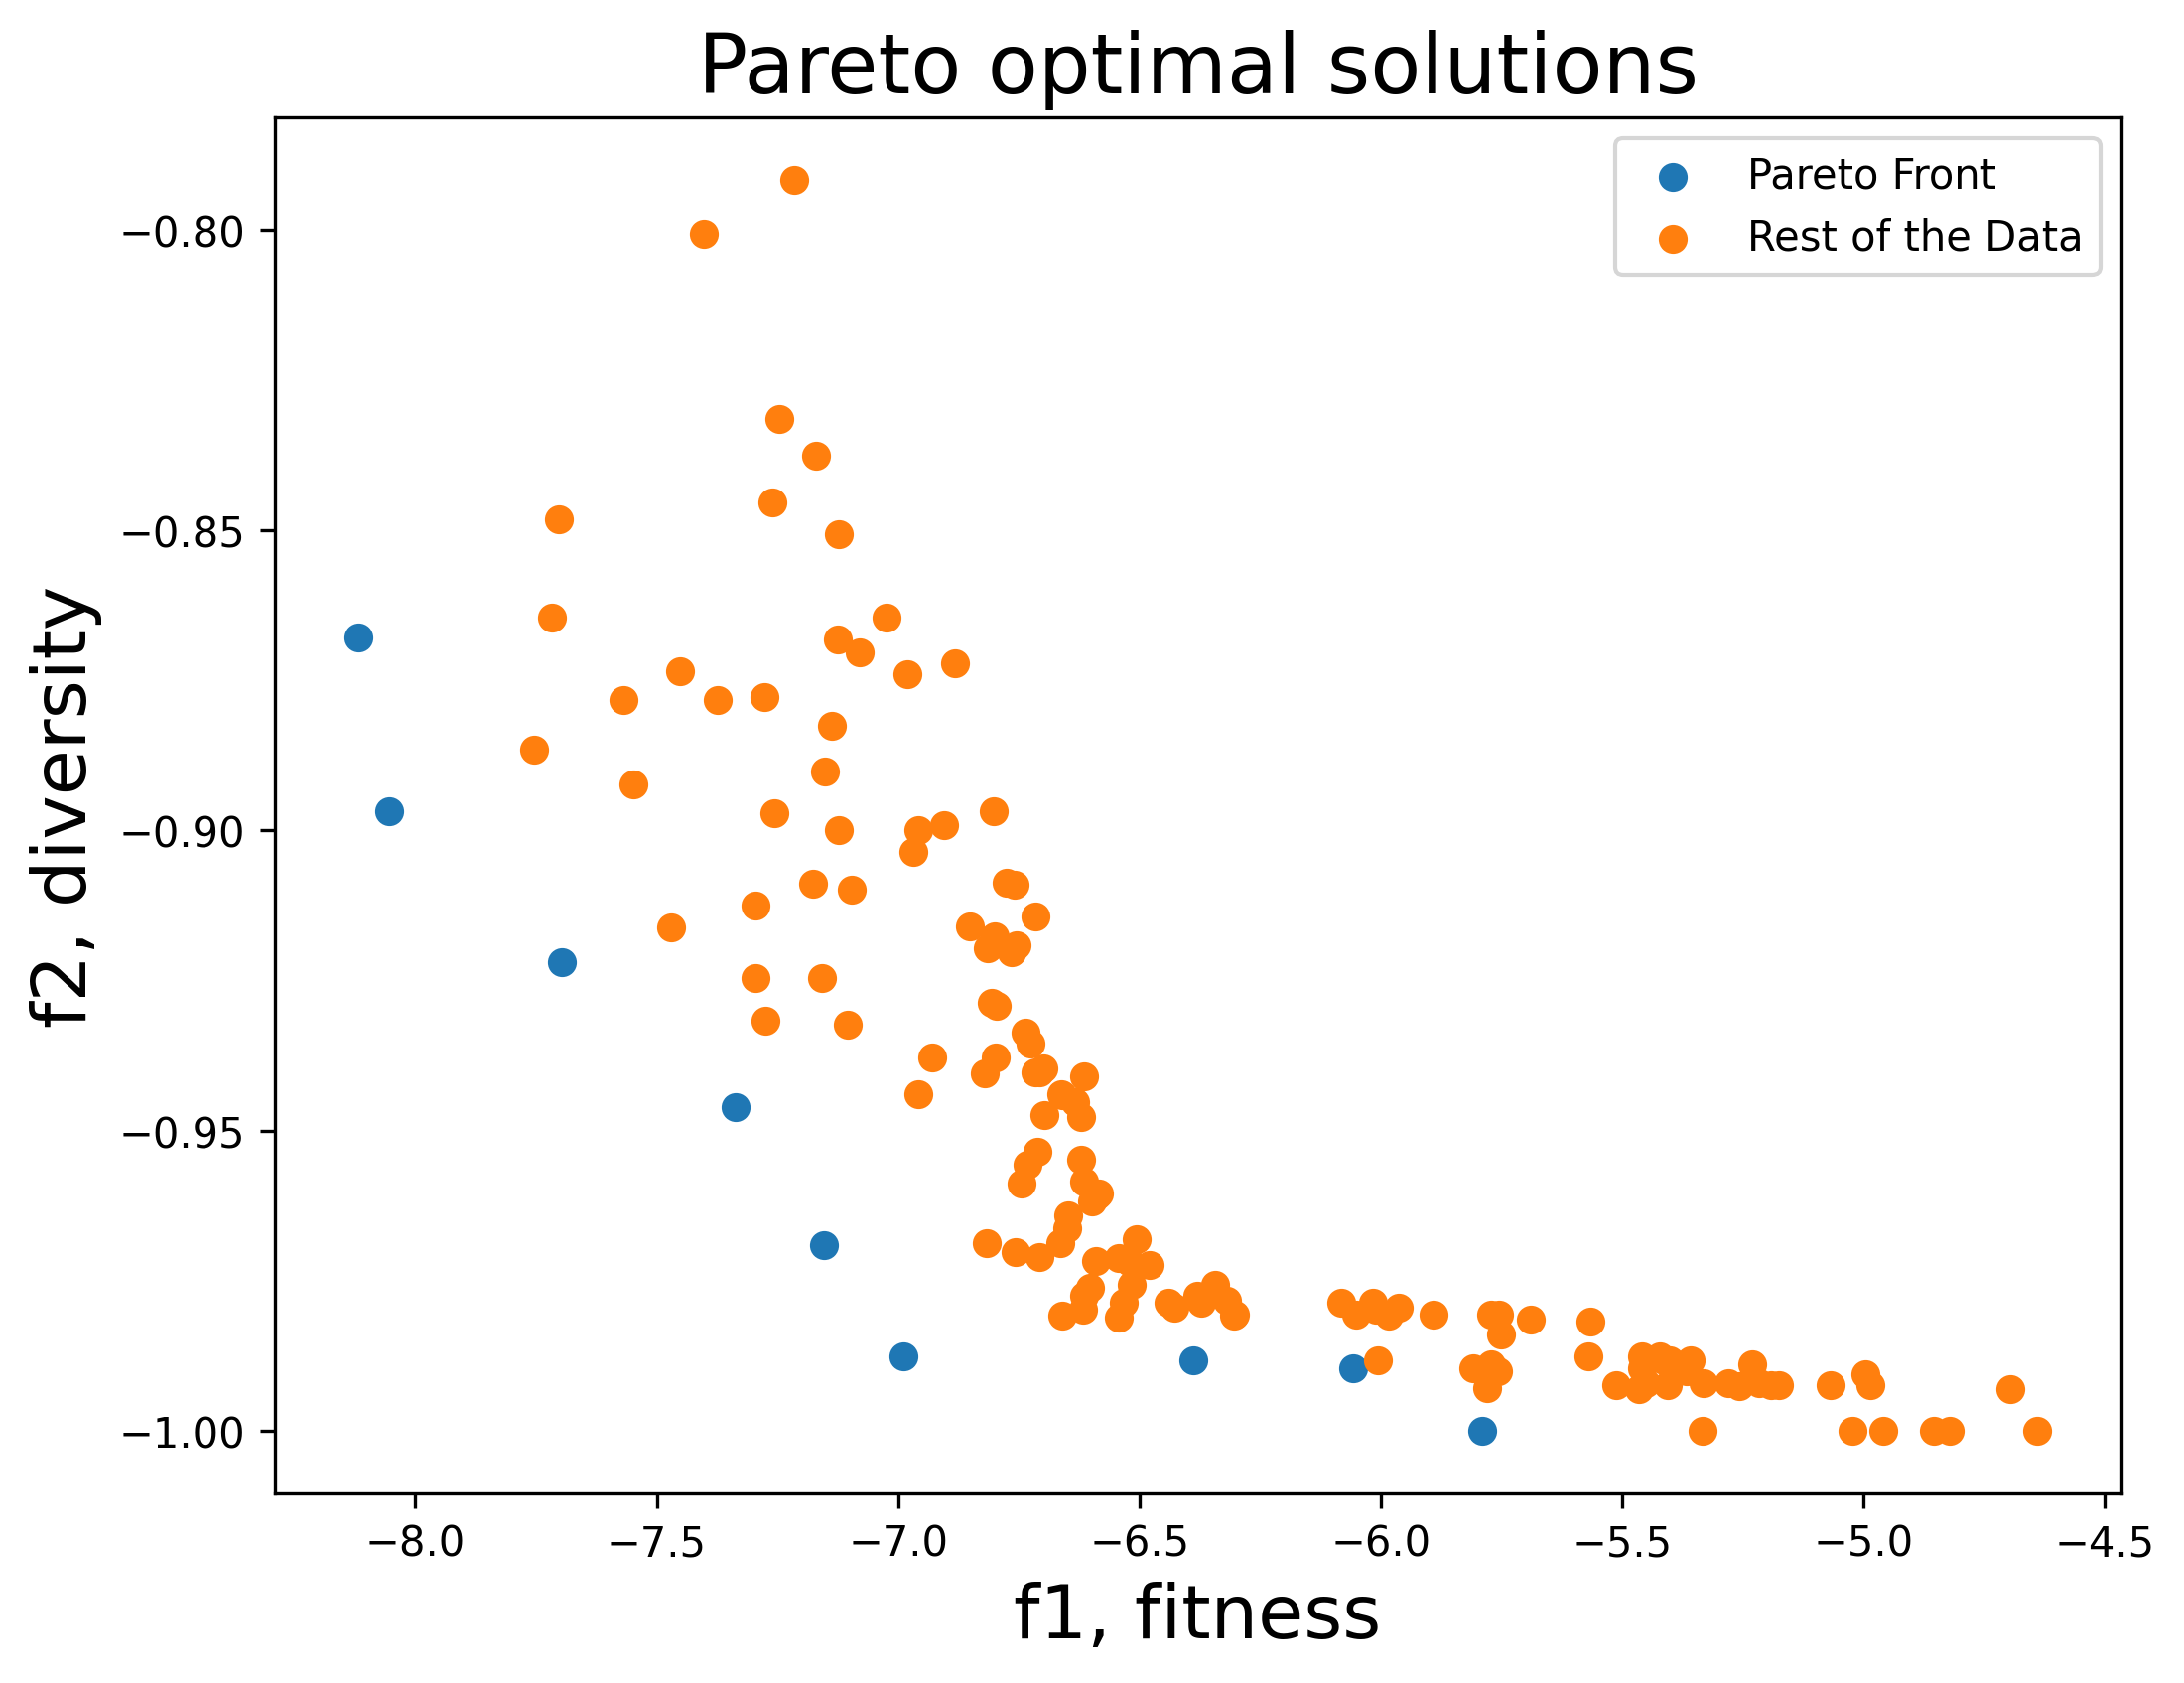 Pareto optimal solutions
Pareto Front
Rest of the Data
f2, diversity
−0.80
−0.85
−0.90
−0.95
−1.00
−8.0
−7.5
−7.0
−6.5
−6.0
−5.5
−5.0
−4.5
f1, fitness